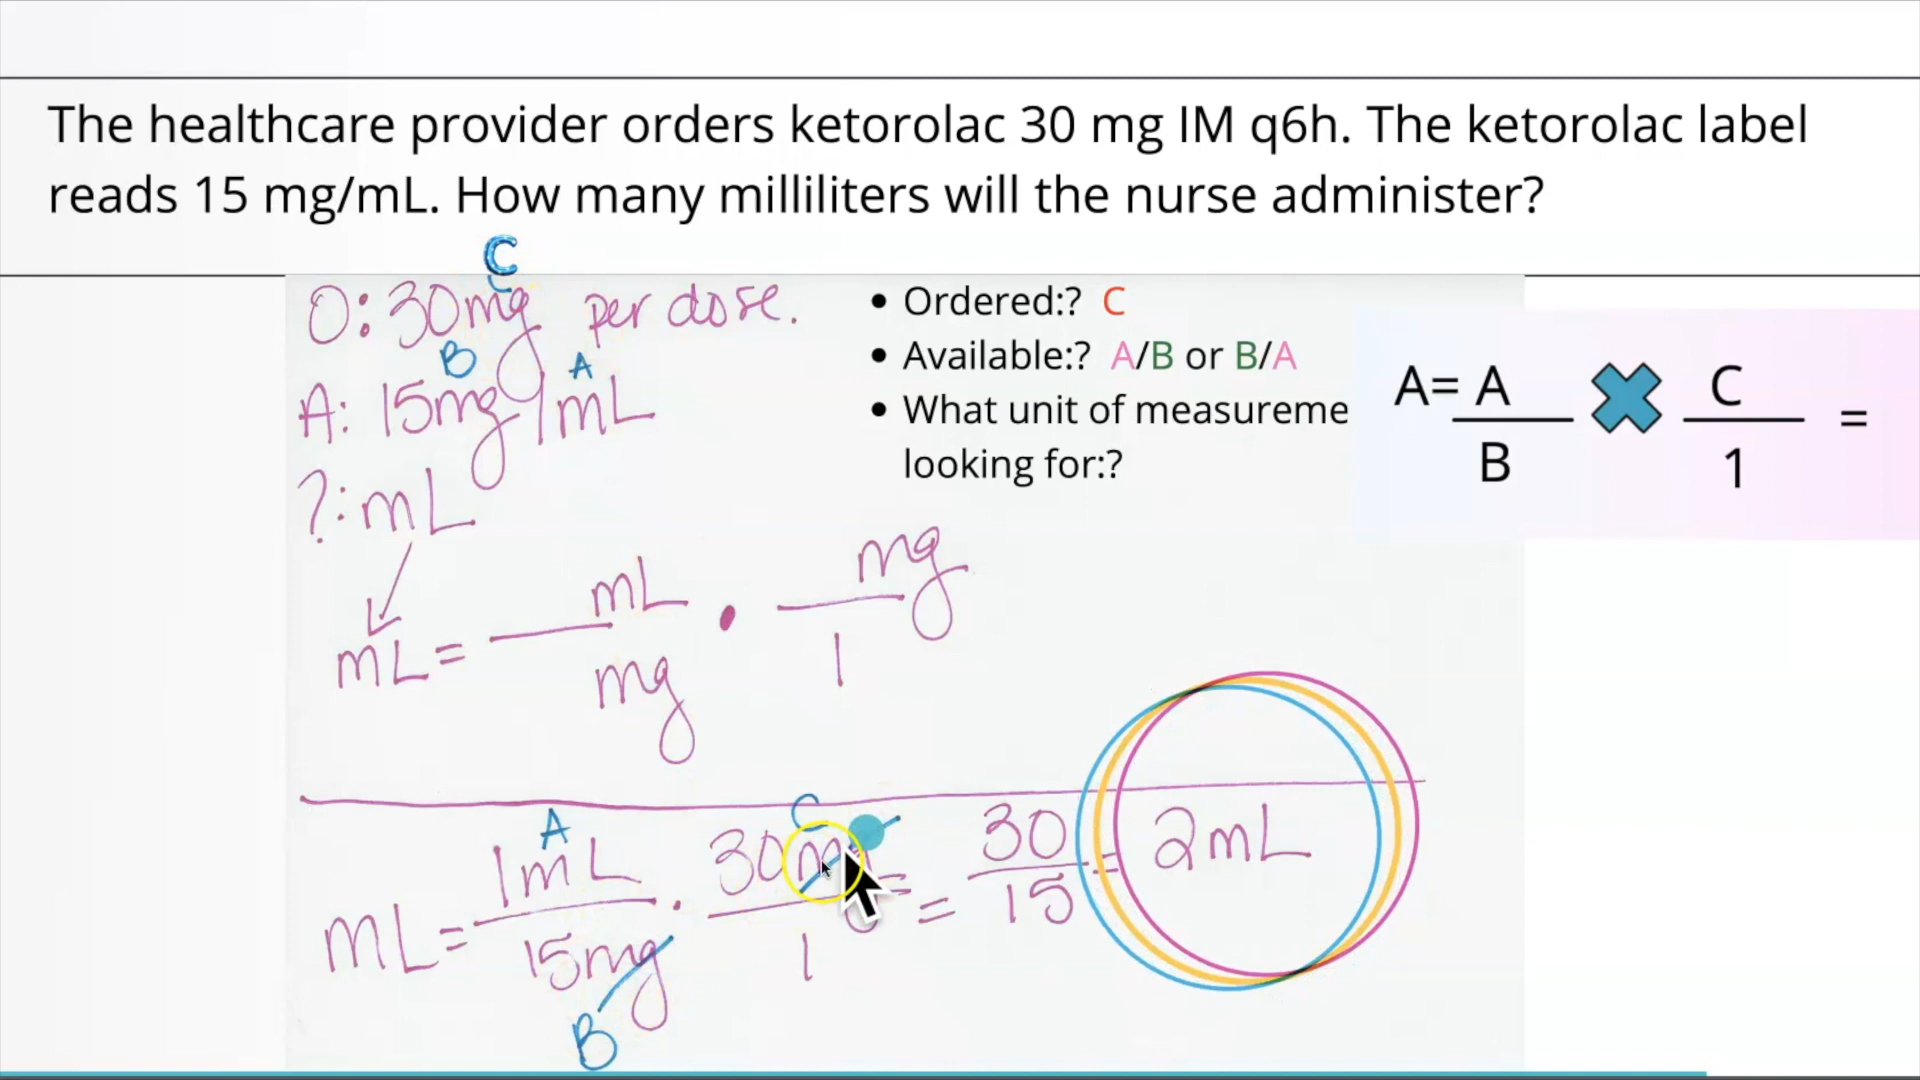 The healthcare provider orders ketorolac 30 mg IM q6h. The ketorolac label
reads 15 mg/mL. How many milliliters will the nurse administer?
C
O: 30mg per dose.
B A
A: 15mg/mL
?: mL
mL= mL • mg
mg 1
• Ordered:? C
• Available:? A/B or B/A
• What unit of measureme
looking for:?
A= A C =
B 1
A C
mL= 1mL · 30m = 30 = 2mL
15mg 1 15
B